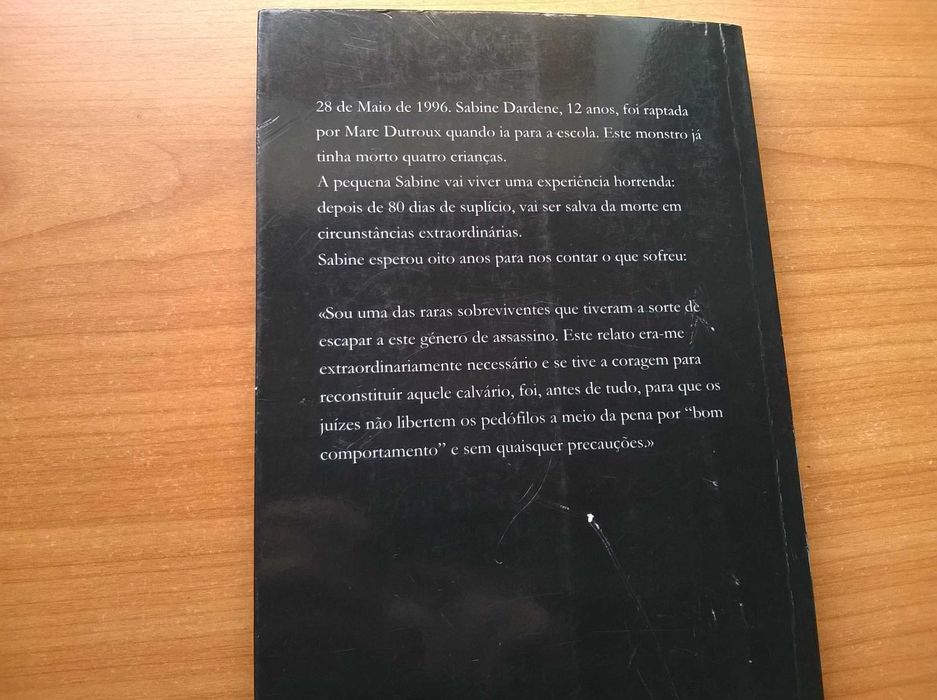 28 de Maio de 1996. Sabine Dardene, 12 anos, foi raptada
por Marc Dutroux quando ia para a escola. Este monstro já
tinha morto quatro crianças.
A pequena Sabine vai viver uma experiência horrenda:
depois de 80 dias de suplício, vai ser salva da morte em
circunstâncias extraordinárias.
Sabine esperou oito anos para nos contar o que sofreu:
«Sou uma das raras sobreviventes que tiveram a sorte de
escapar a este género de assassino. Este relato era-me
extraordinariamente necessário e se tive a coragem para
reconstituir aquele calvário, foi, antes de tudo, para que os
juízes não libertem os pedófilos a meio da pena por “bom
comportamento” e sem quaisquer precauções.»